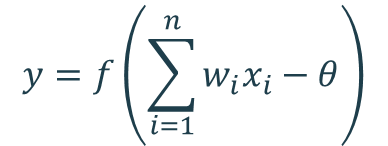 y = f(∑_{i=1}^{n} w_i x_i − θ)